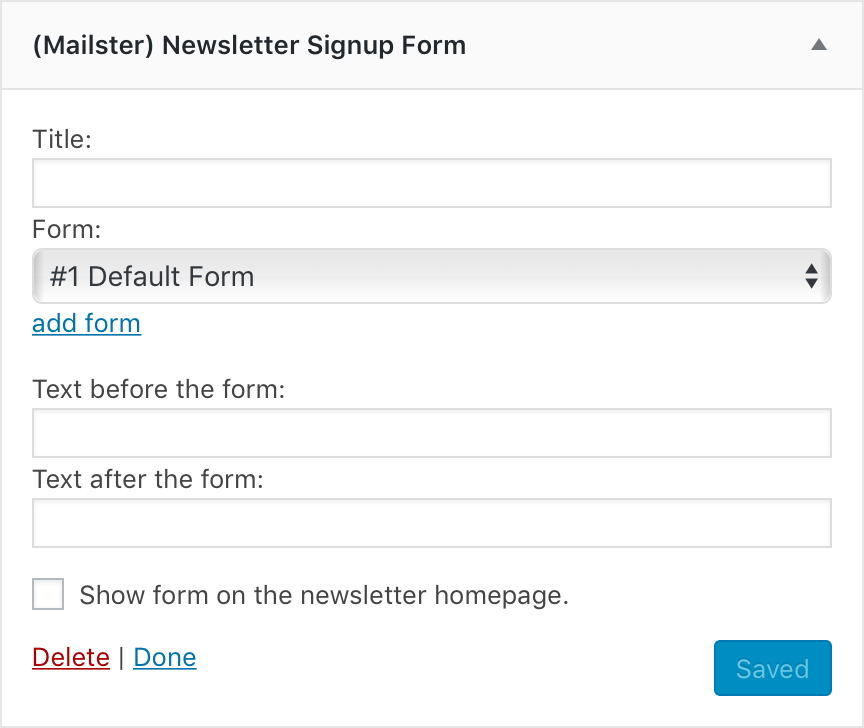 (Mailster) Newsletter Signup Form
Title:
Form:
#1 Default Form
add form
Text before the form:
Text after the form:
Show form on the newsletter homepage.
Delete | Done
Saved